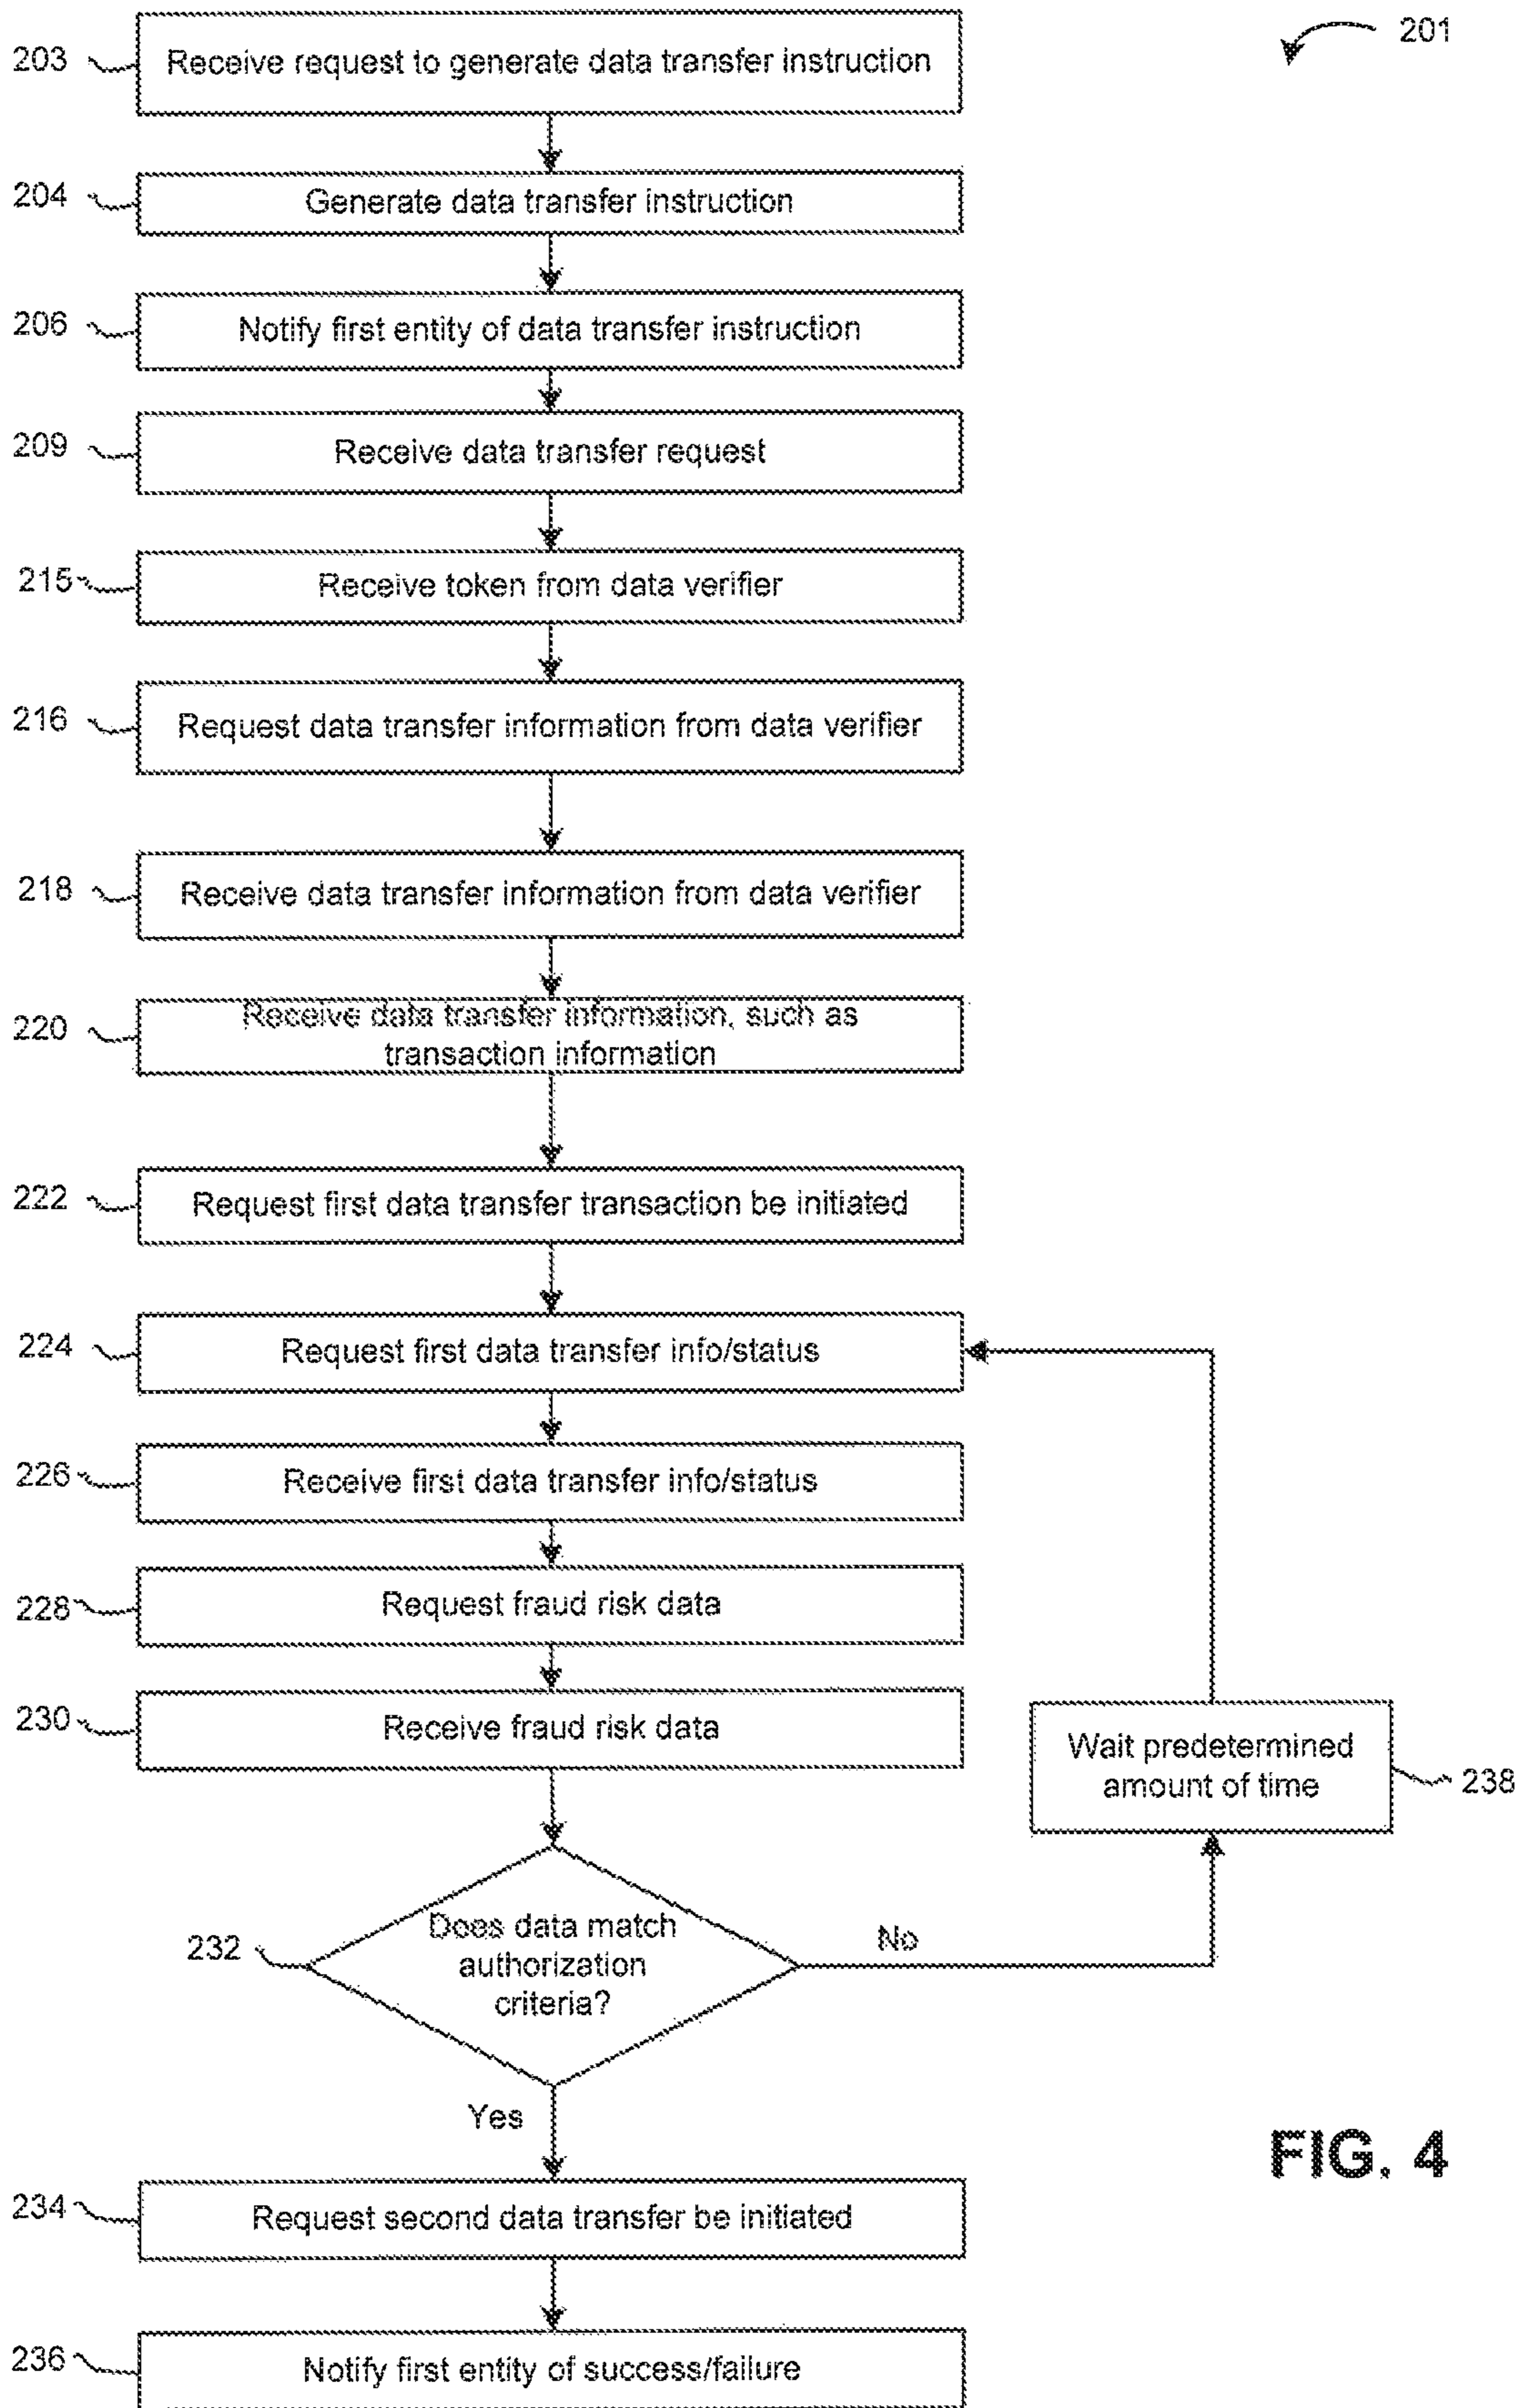 201
203
Receive request to generate data transfer instruction
204
Generate data transfer instruction
206
Notify first entity of data transfer instruction
209
Receive data transfer request
215
Receive token from data verifier
216
Request data transfer information from data verifier
218
Receive data transfer information from data verifier
220
Receive data transfer information, such as
transaction information
222
Request first data transfer transaction be initiated
224
Request first data transfer info/status
226
Receive first data transfer info/status
228
Request fraud risk data
230
Receive fraud risk data
Wait predetermined
amount of time
238
232
Does data match
authorization
criteria?
No
Yes
234
Request second data transfer be initiated
236
Notify first entity of success/failure
FIG. 4